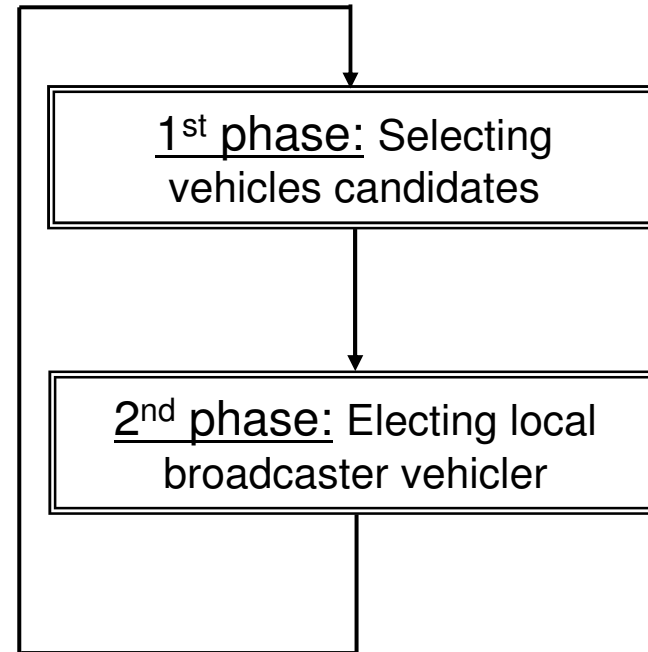 1st phase: Selecting
vehicles candidates
2nd phase: Electing local
broadcaster vehicler